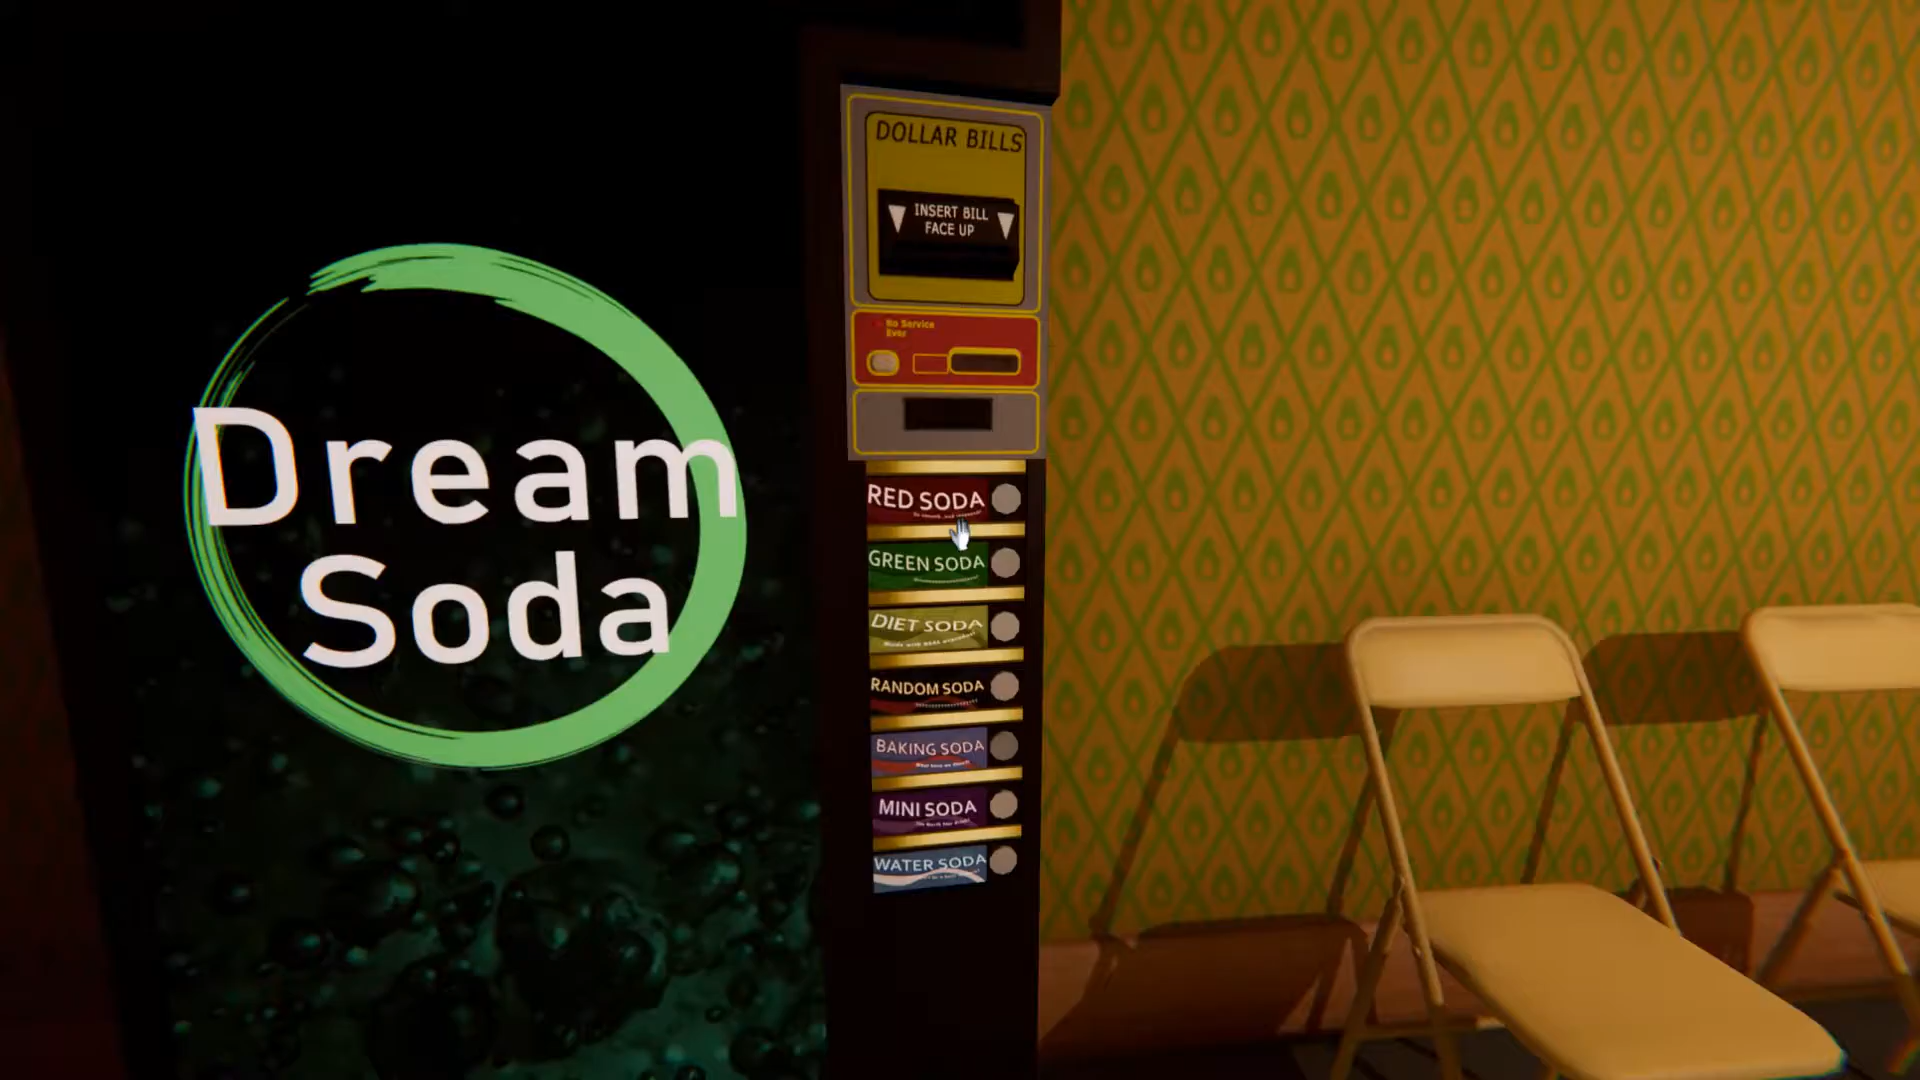 Dream
Soda
DOLLAR BILLS
INSERT BILL
FACE UP
No Service
Ever
RED SODA
GREEN SODA
DIET SODA
RANDOM SODA
BAKING SODA
MINI SODA
WATER SODA